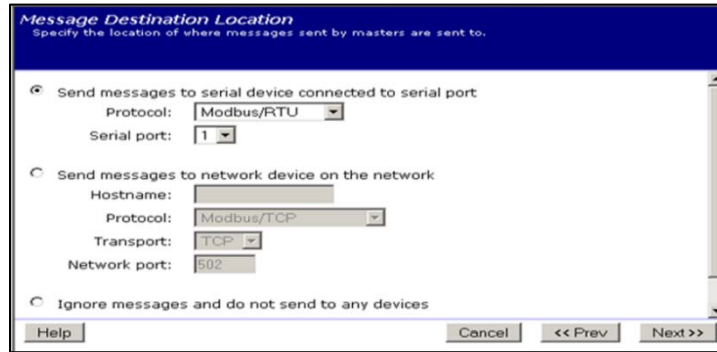 Message Destination Location
Specify the location of where messages sent by masters are sent to.
Send messages to serial device connected to serial port
Protocol: Modbus/RTU
Serial port: 1
Send messages to network device on the network
Hostname:
Protocol: Modbus/TCP
Transport: TCP
Network port: 502
Ignore messages and do not send to any devices
Help Cancel << Prev Next >>